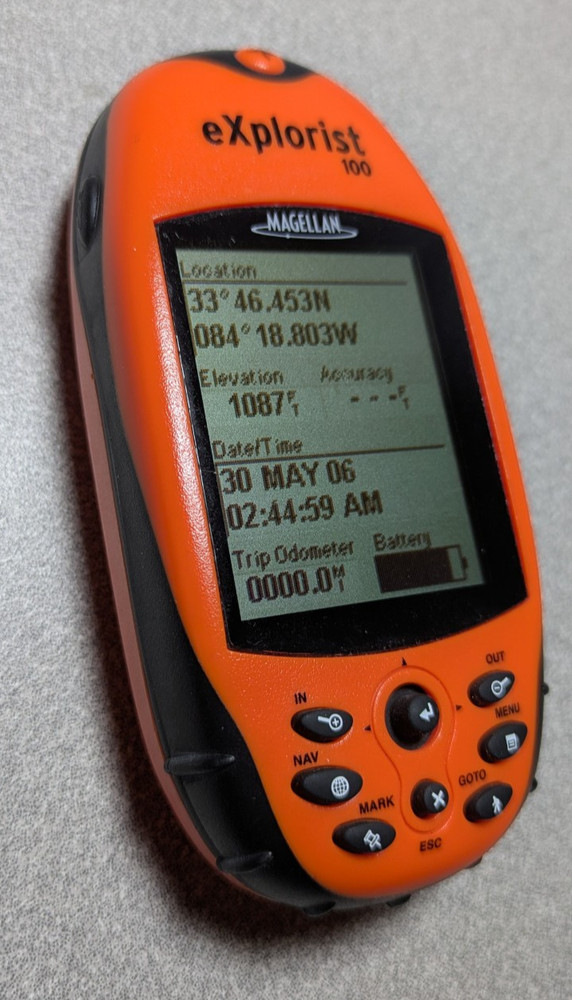 eXplorist
100
MAGELLAN
Location
33° 46.453N
084° 18.803W
Elevation Accuracy
1087FT - - -FT
Date/Time
30 MAY 06
02:44:59 AM
Trip Odometer Battery
0000.0MI
IN OUT
NAV MENU
MARK GOTO
ESC